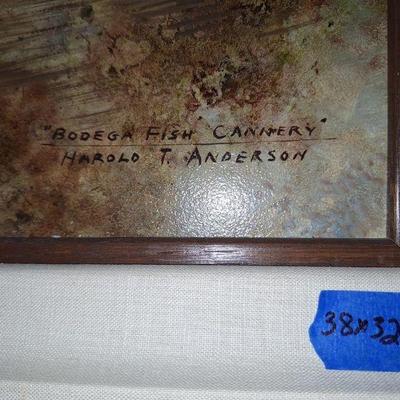 "BODEGA FISH CANNERY"
HAROLD T. ANDERSON
38x32